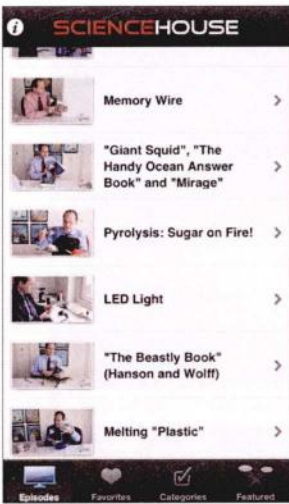 i SCIENCEHOUSE
Memory Wire
"Giant Squid", "The
Handy Ocean Answer
Book" and "Mirage"
Pyrolysis: Sugar on Fire!
LED Light
"The Beastly Book"
(Hanson and Wolff)
Melting "Plastic"
Episodes Favorites Categories Featured